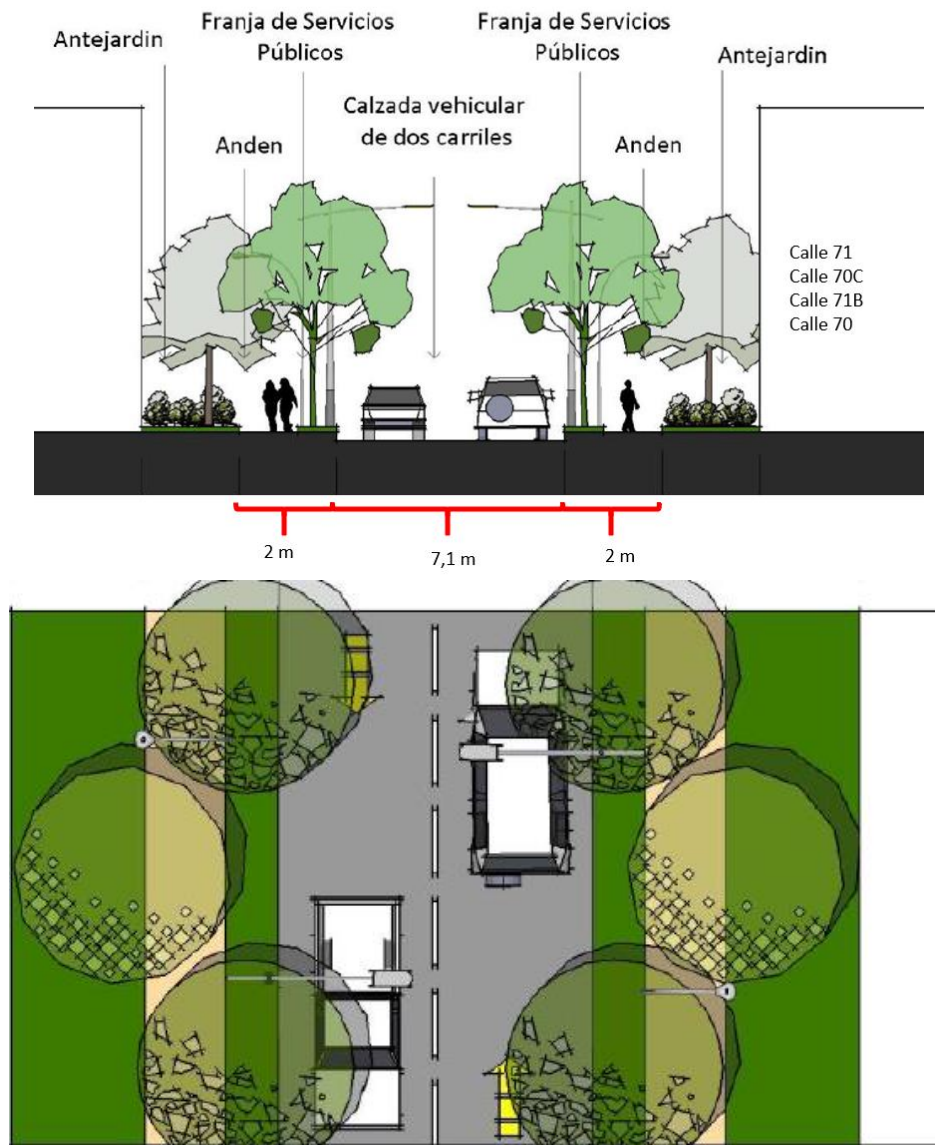 Antejardin
Franja de Servicios
Públicos
Franja de Servicios
Públicos
Antejardin
Calzada vehicular
de dos carriles
Anden
Anden
Calle 71
Calle 70C
Calle 71B
Calle 70
2 m
7,1 m
2 m